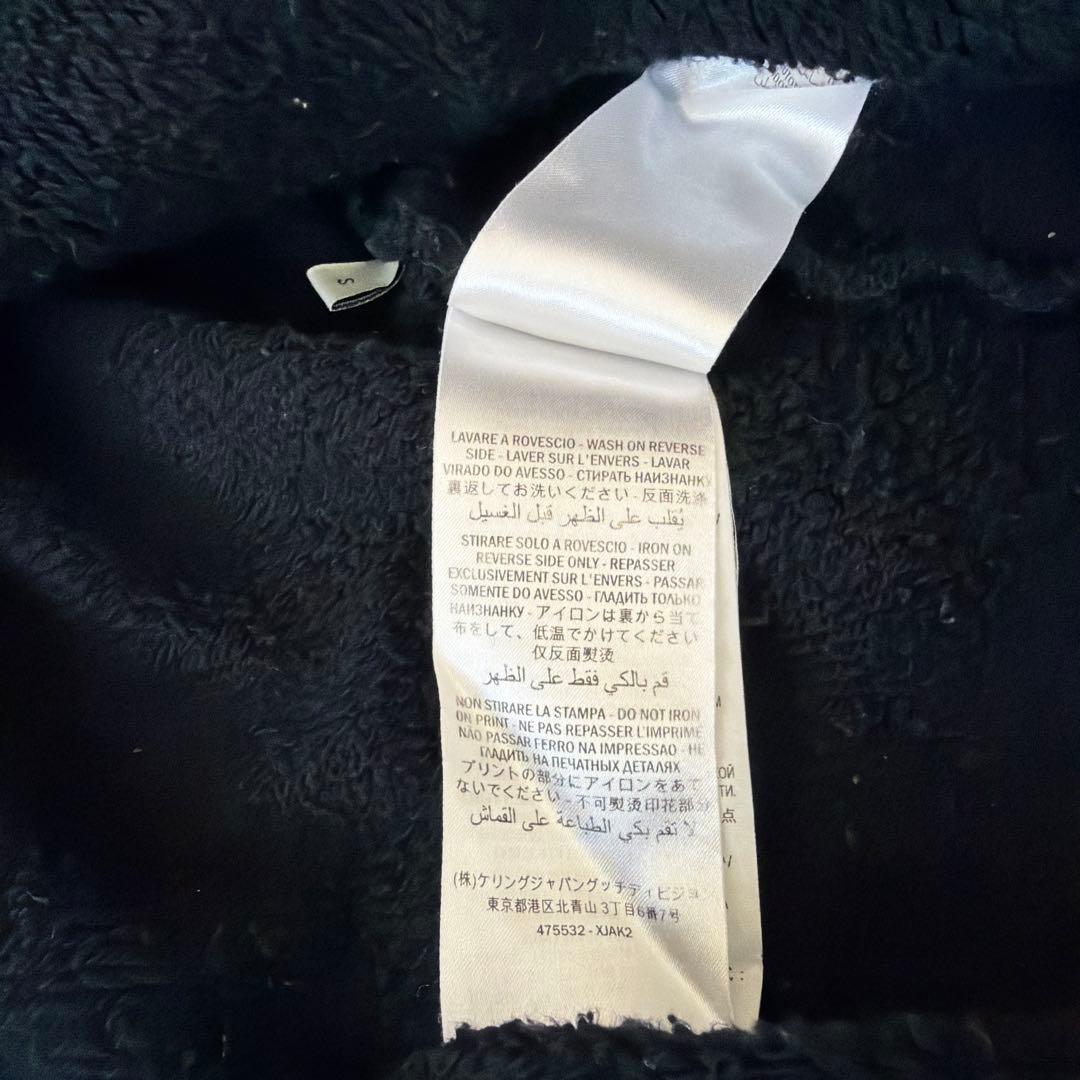 S
LAVARE A ROVESCIO - WASH ON REVERSE
SIDE - LAVER SUR L'ENVERS - LAVAR
VIRADO DO AVESSO - СТИРАТЬ НАИЗНАНКУ
裏返してお洗いください - 反面洗涤
يُقلب على الظهر قبل الغسيل
STIRARE SOLO A ROVESCIO - IRON ON
REVERSE SIDE ONLY - REPASSER
EXCLUSIVEMENT SUR L'ENVERS - PASSAR
SOMENTE DO AVESSO - ГЛАДИТЬ ТОЛЬКО
НАИЗНАНКУ - アイロンは裏から当て
布をして、低温でかけてください
仅反面熨烫
قم بالكي فقط على الظهر
NON STIRARE LA STAMPA - DO NOT IRON
ON PRINT - NE PAS REPASSER L'IMPRIMÉ
NÃO PASSAR FERRO NA IMPRESSAO - НЕ
ГЛАДИТЬ НА ПЕЧАТНЫХ ДЕТАЛЯХ
プリントの部分にアイロンをあて
ないでください - 不可熨烫印花部分
لا تقم بكي الطباعة على القماش
(株)ケリングジャパングッチディビジョ
東京都港区北青山3丁目6番7号
475532 - XJAK2
M
ОЙ
ТИ.
点